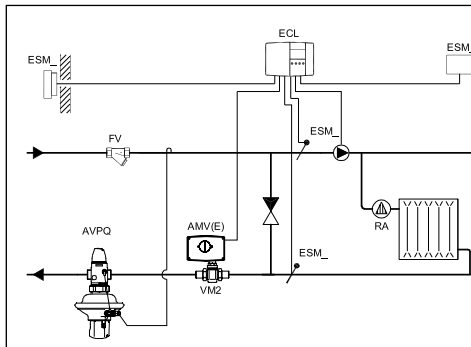 ECL
ESM_
ESM_
FV
ESM_
AVPQ
AMV(E)
RA
ESM_
VM2